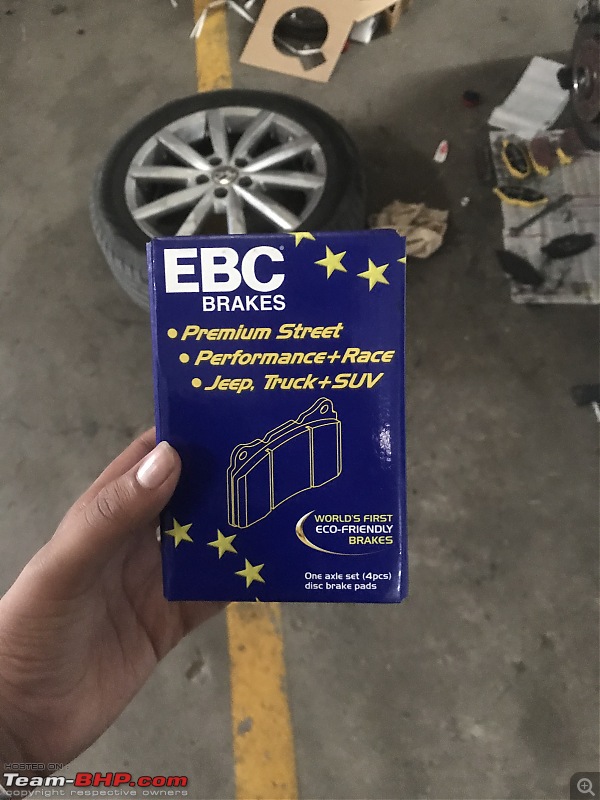 EBC
BRAKES
• Premium Street
• Performance+Race
• Jeep, Truck+SUV
WORLD'S FIRST
ECO-FRIENDLY
BRAKES
One axle set (4pcs)
disc brake pads
HOSTED ON
Team-BHP.com
copyright respective owners